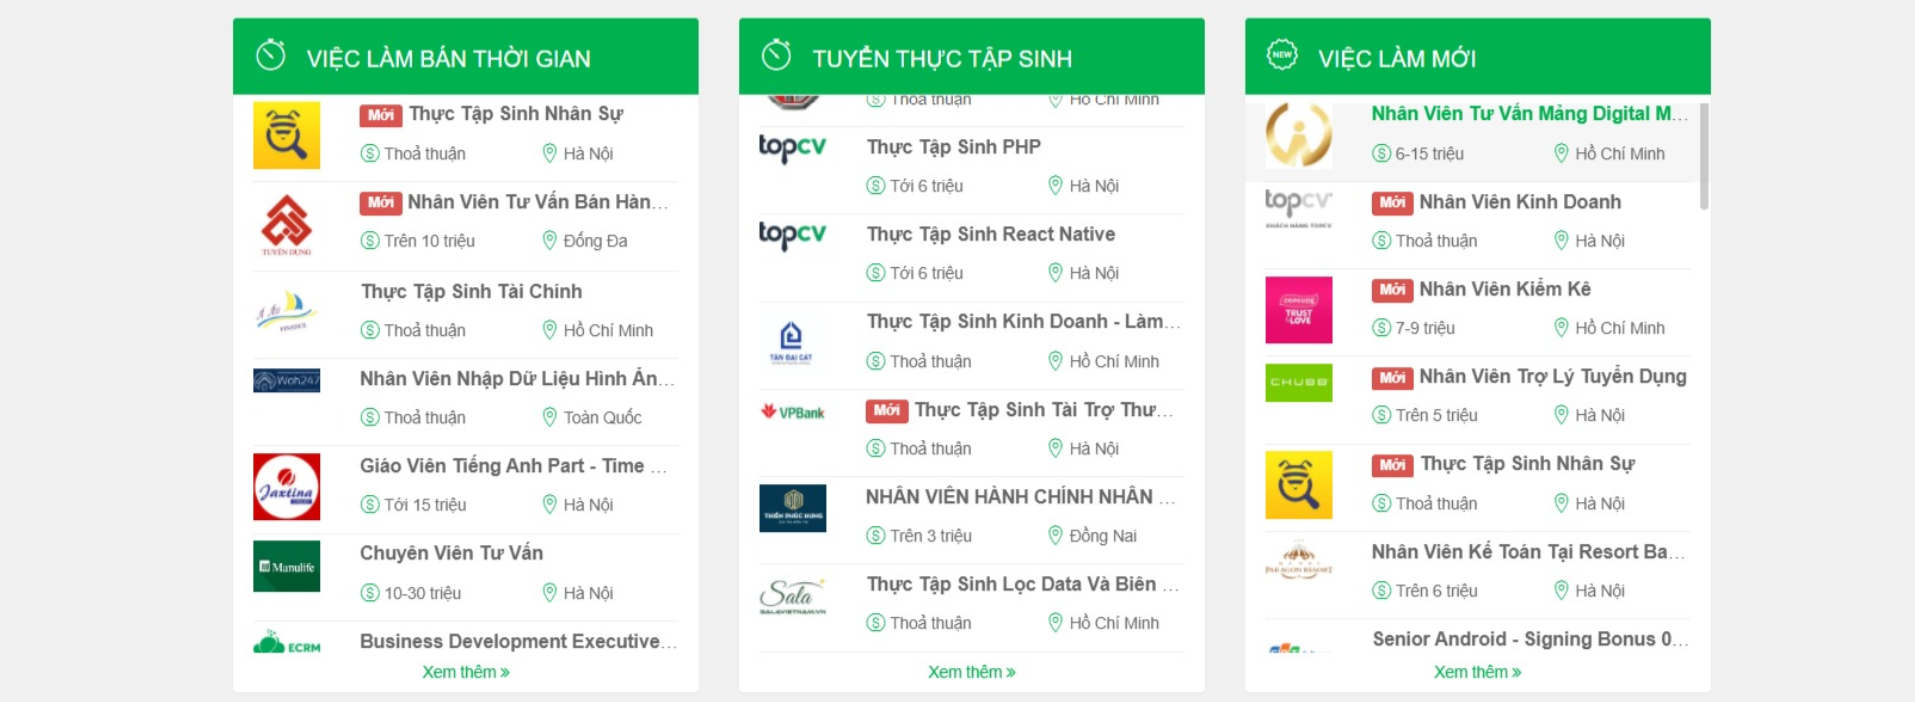 VIỆC LÀM BÁN THỜI GIAN
Mới Thực Tập Sinh Nhân Sự
Thoả thuận Hà Nội
TUYỂN DỤNG
Mới Nhân Viên Tư Vấn Bán Hàn...
Trên 10 triệu Đống Đa
Á Âu
FINANCE
Thực Tập Sinh Tài Chính
Thoả thuận Hồ Chí Minh
Woh247
Nhân Viên Nhập Dữ Liệu Hình Ản...
Thoả thuận Toàn Quốc
Jaxtina
Giáo Viên Tiếng Anh Part - Time ...
Tới 15 triệu Hà Nội
Manulife
Chuyên Viên Tư Vấn
10-30 triệu Hà Nội
ECRM
Business Development Executive...
Xem thêm »
TUYỂN THỰC TẬP SINH
Thoả thuận Hồ Chí Minh
topcv
Thực Tập Sinh PHP
Tới 6 triệu Hà Nội
topcv
Thực Tập Sinh React Native
Tới 6 triệu Hà Nội
TÂN ĐẠI CÁT
Thực Tập Sinh Kinh Doanh - Làm...
Thoả thuận Hồ Chí Minh
VPBank
Mới Thực Tập Sinh Tài Trợ Thư...
Thoả thuận Hà Nội
THIÊN PHÚC HƯNG
NHÂN VIÊN HÀNH CHÍNH NHÂN ...
Trên 3 triệu Đồng Nai
Sala
SALAVIETNAM.VN
Thực Tập Sinh Lọc Data Và Biên ...
Thoả thuận Hồ Chí Minh
Xem thêm »
NEW VIỆC LÀM MỚI
Nhân Viên Tư Vấn Mảng Digital M...
6-15 triệu Hồ Chí Minh
topcv
KHÁCH HÀNG TOPCV
Mới Nhân Viên Kinh Doanh
Thoả thuận Hà Nội
TRUST
LOVE
Mới Nhân Viên Kiểm Kê
7-9 triệu Hồ Chí Minh
CHUBB
Mới Nhân Viên Trợ Lý Tuyển Dụng
Trên 5 triệu Hà Nội
Mới Thực Tập Sinh Nhân Sự
Thoả thuận Hà Nội
PARAGON RESORT
Nhân Viên Kế Toán Tại Resort Ba...
Trên 6 triệu Hà Nội
Senior Android - Signing Bonus 0...
Xem thêm »